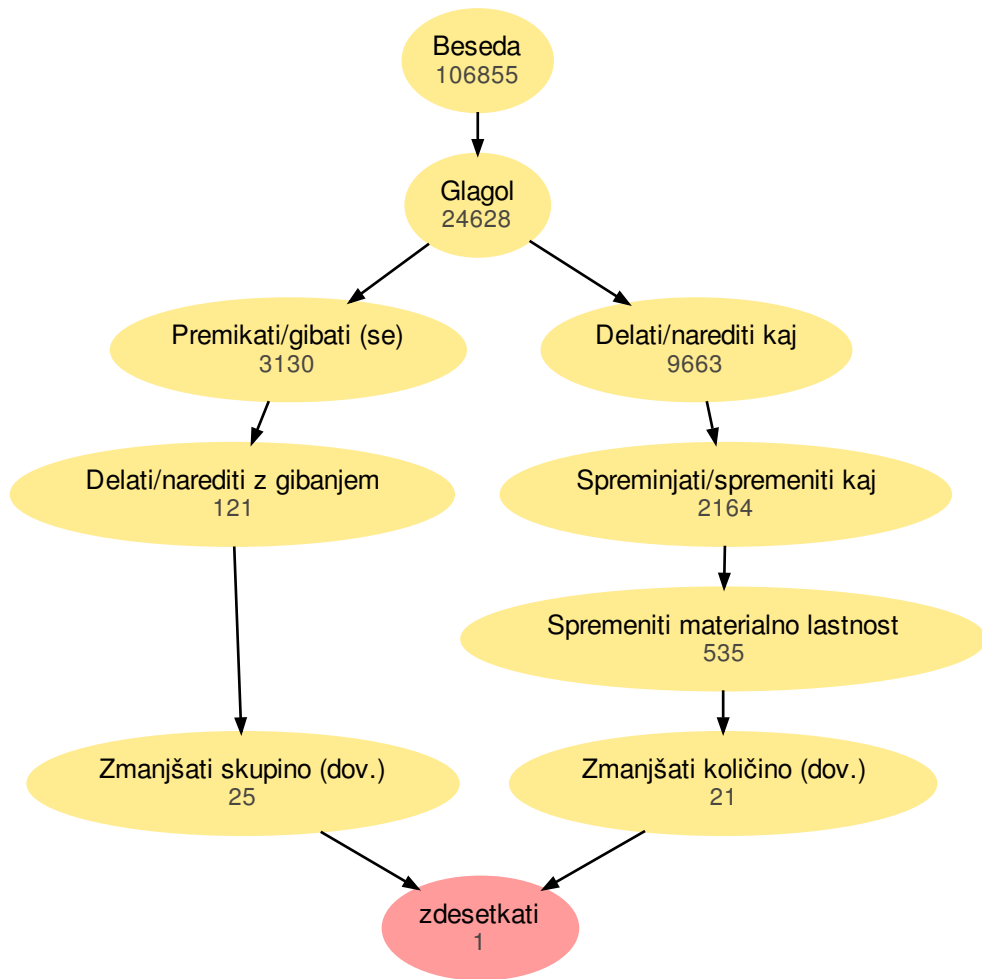 Beseda
106855
Glagol
24628
Premikati/gibati (se)
3130
Delati/narediti kaj
9663
Delati/narediti z gibanjem
121
Spreminjati/spremeniti kaj
2164
Spremeniti materialno lastnost
535
Zmanjšati skupino (dov.)
25
Zmanjšati količino (dov.)
21
zdesetkati
1